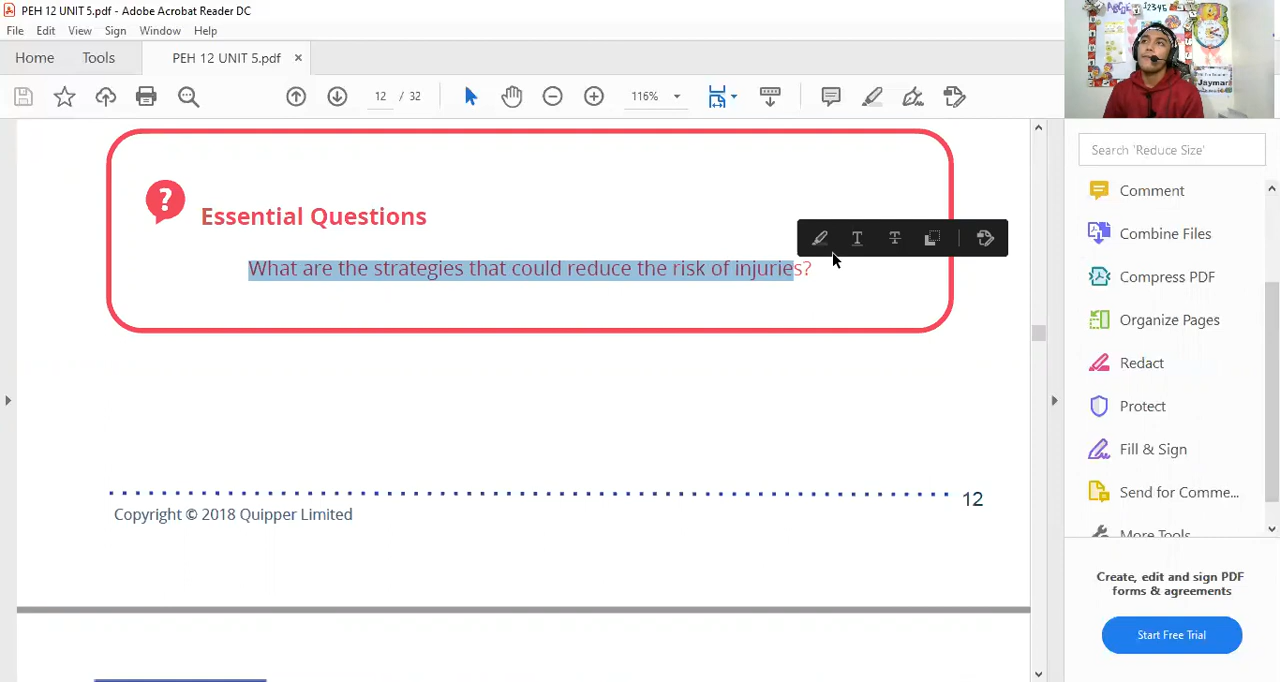 PEH 12 UNIT 5.pdf - Adobe Acrobat Reader DC
File Edit View Sign Window Help
Home Tools PEH 12 UNIT 5.pdf ×
12 / 32 116%
? Essential Questions
What are the strategies that could reduce the risk of injuries?
Copyright © 2018 Quipper Limited
12
Search 'Reduce Size'
Comment
Combine Files
Compress PDF
Organize Pages
Redact
Protect
Fill & Sign
Send for Comme...
More Tools
Create, edit and sign PDF
forms & agreements
Start Free Trial